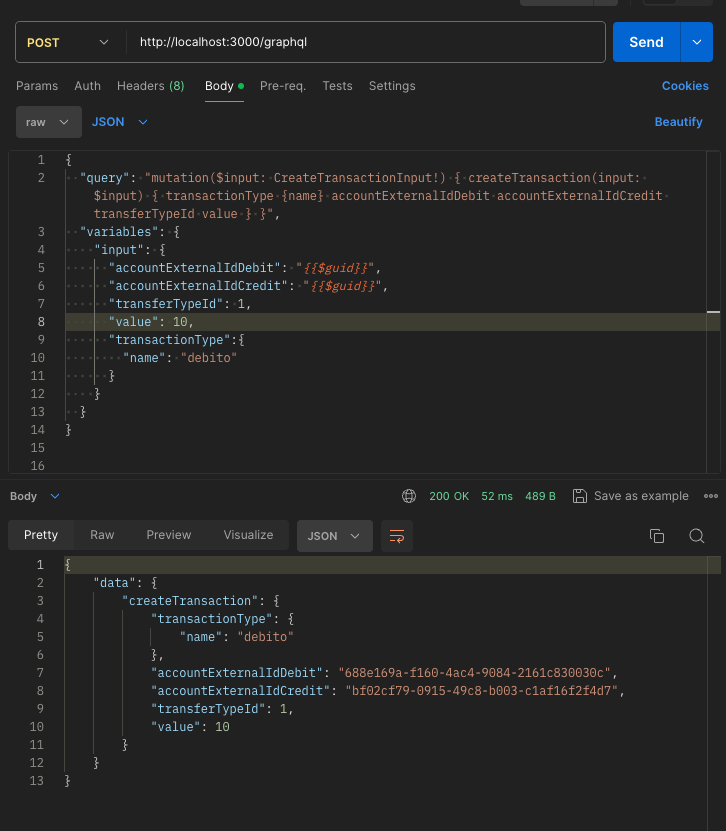 POST http://localhost:3000/graphql Send
Params Auth Headers (8) Body Pre-req. Tests Settings Cookies
raw JSON Beautify
1 {
2 "query": "mutation($input: CreateTransactionInput!) { createTransaction(input:
$input) { transactionType {name} accountExternalIdDebit accountExternalIdCredit
transferTypeId value } }",
3 "variables": {
4 "input": {
5 "accountExternalIdDebit": "{{$guid}}",
6 "accountExternalIdCredit": "{{$guid}}",
7 "transferTypeId": 1,
8 "value": 10,
9 "transactionType":{
10 "name": "debito"
11 }
12 }
13 }
14 }
15
16
Body 200 OK 52 ms 489 B Save as example
Pretty Raw Preview Visualize JSON
1 {
2 "data": {
3 "createTransaction": {
4 "transactionType": {
5 "name": "debito"
6 },
7 "accountExternalIdDebit": "688e169a-f160-4ac4-9084-2161c830030c",
8 "accountExternalIdCredit": "bf02cf79-0915-49c8-b003-c1af16f2f4d7",
9 "transferTypeId": 1,
10 "value": 10
11 }
12 }
13 }